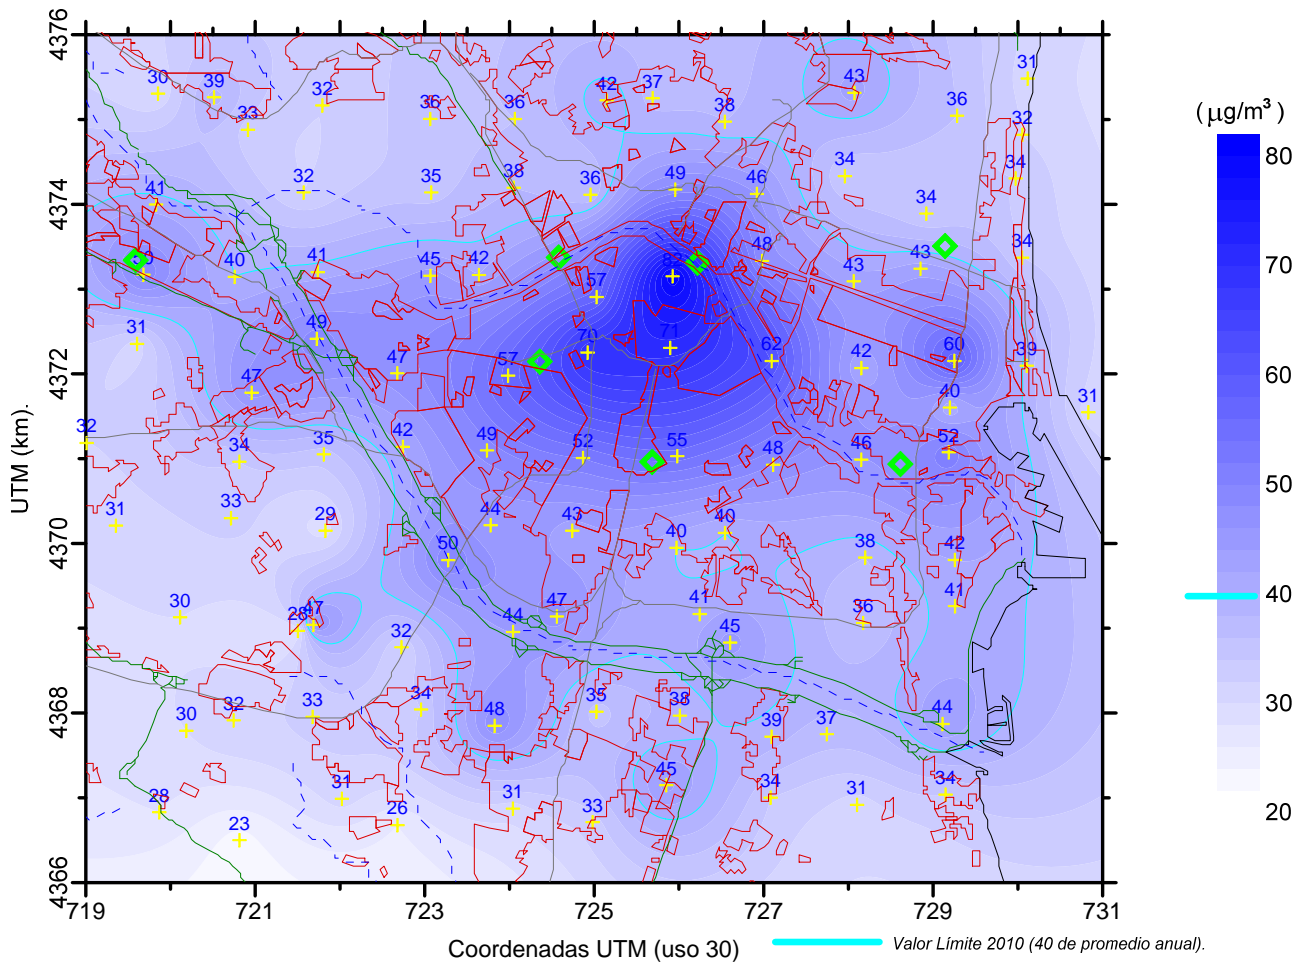 4376
31
30 39 32 36 36 42 37 38 43 36
33 32
(μg/m³)
80
32 35 38 36 49 46 34 34
4374
41 34
40 41 45 42 57 82 48 43 43 34
70
31 49 47 57 70 71 62 42 60 39
4372
47 40 31
60
32 34 35 42 49 52 55 48 46 52
50
UTM (km).
31 33 29 44 43 40 40 38 42
4370
50
40
30 28 47 32 44 47 41 45 36 41
30 32 33 34 48 35 38 39 37 44
4368
30
28 23 31 26 31 33 45 34 31 34
20
4366
719 721 723 725 727 729 731
Coordenadas UTM (uso 30)
Valor Límite 2010 (40 de promedio anual).